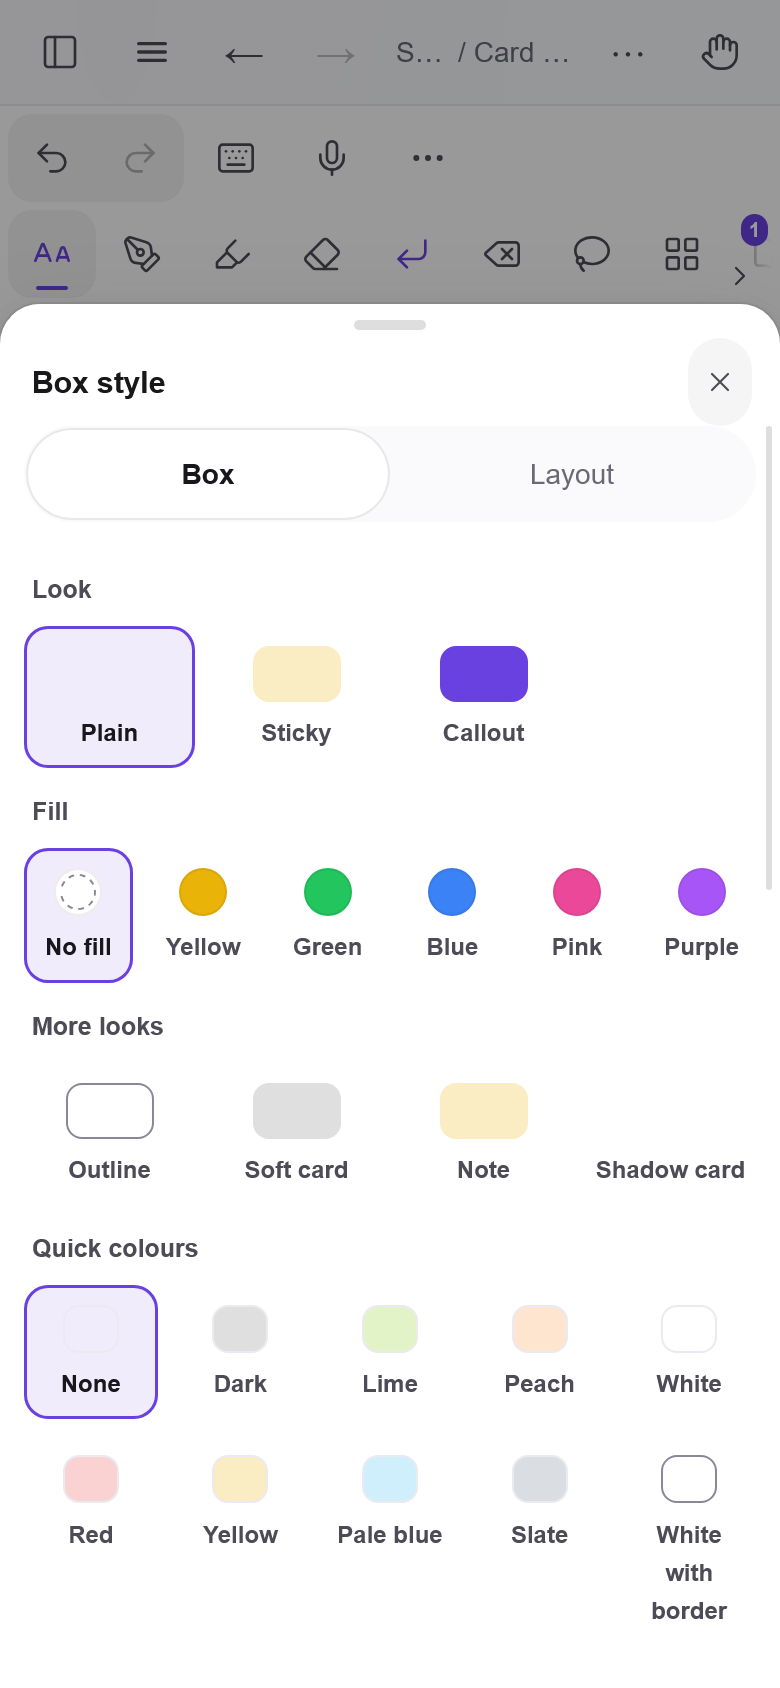 S... / Card ...
AA
1
Box style
Box Layout
Look
Plain Sticky Callout
Fill
No fill Yellow Green Blue Pink Purple
More looks
Outline Soft card Note Shadow card
Quick colours
None Dark Lime Peach White
Red Yellow Pale blue Slate White
with
border